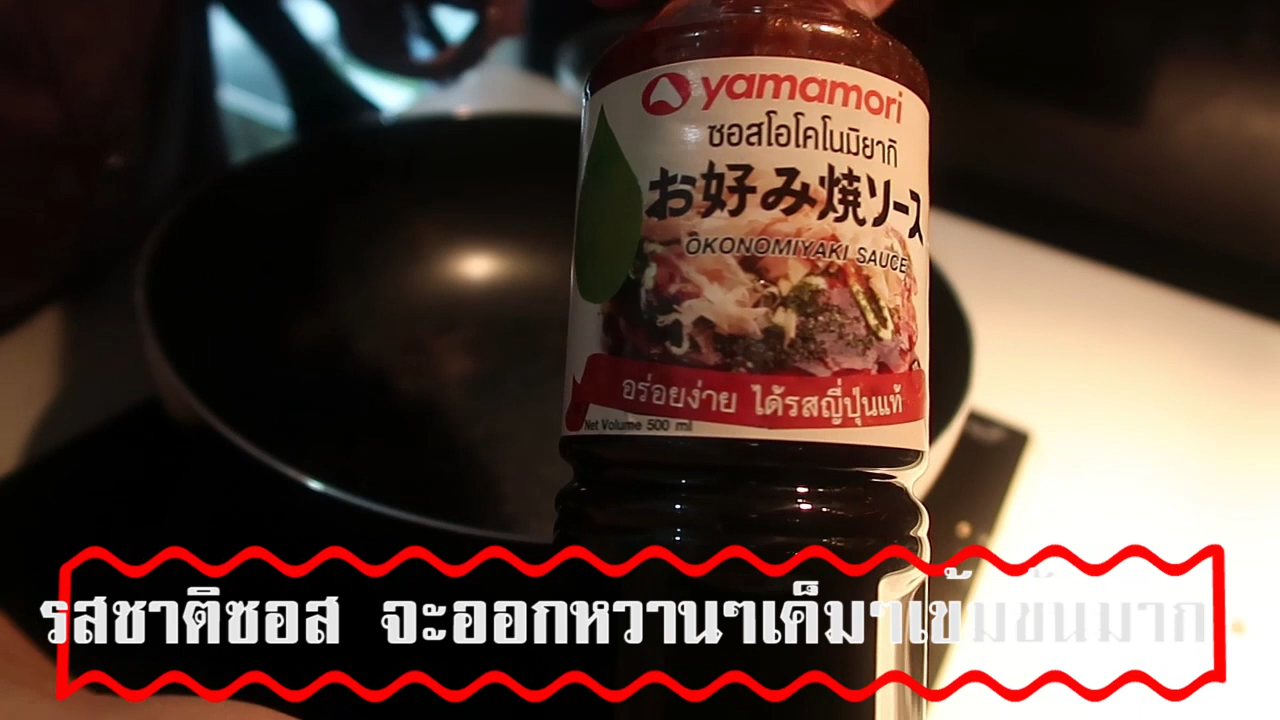 yamamori
ซอสโอโคโนมิยากิ
お好み焼ソース
OKONOMIYAKI SAUCE
อร่อยง่าย ได้รสญี่ปุ่นแท้
Net Volume 500 ml
รสชาติซอส จะออกหวานๆเค็มๆเข้มข้นมาก